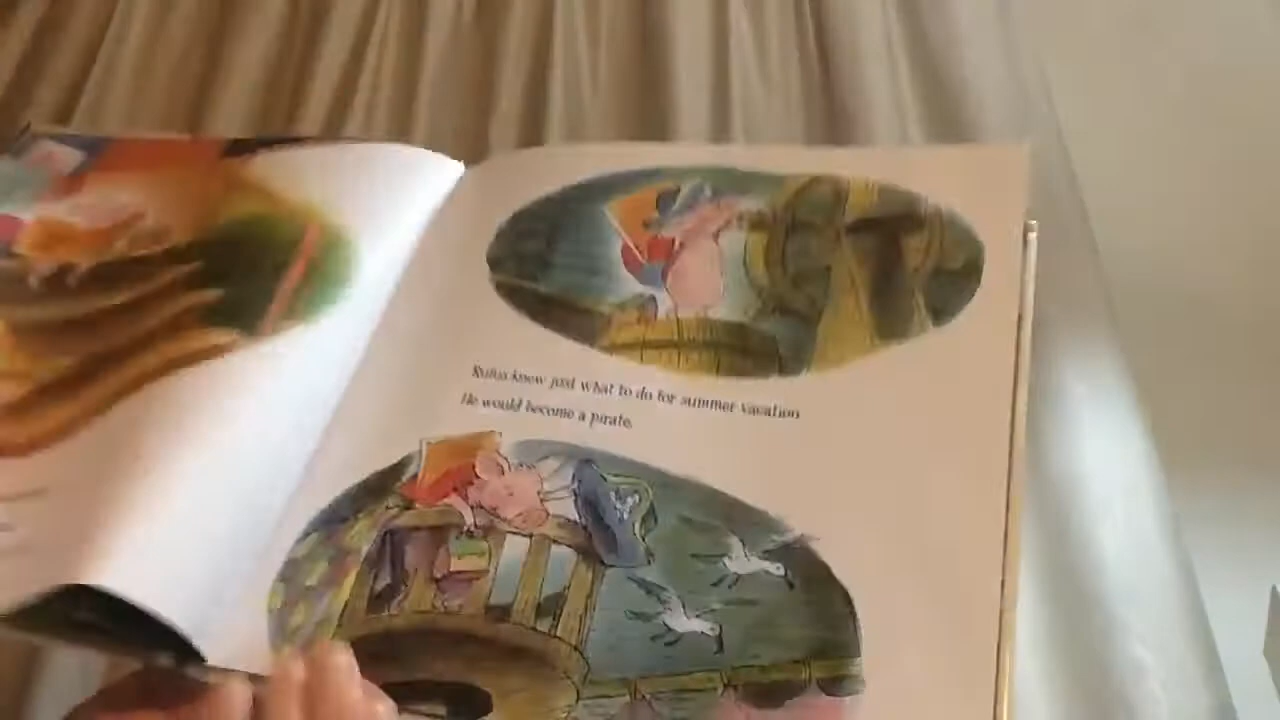 Rufus knew just what to do for summer vacation
He would become a pirate.